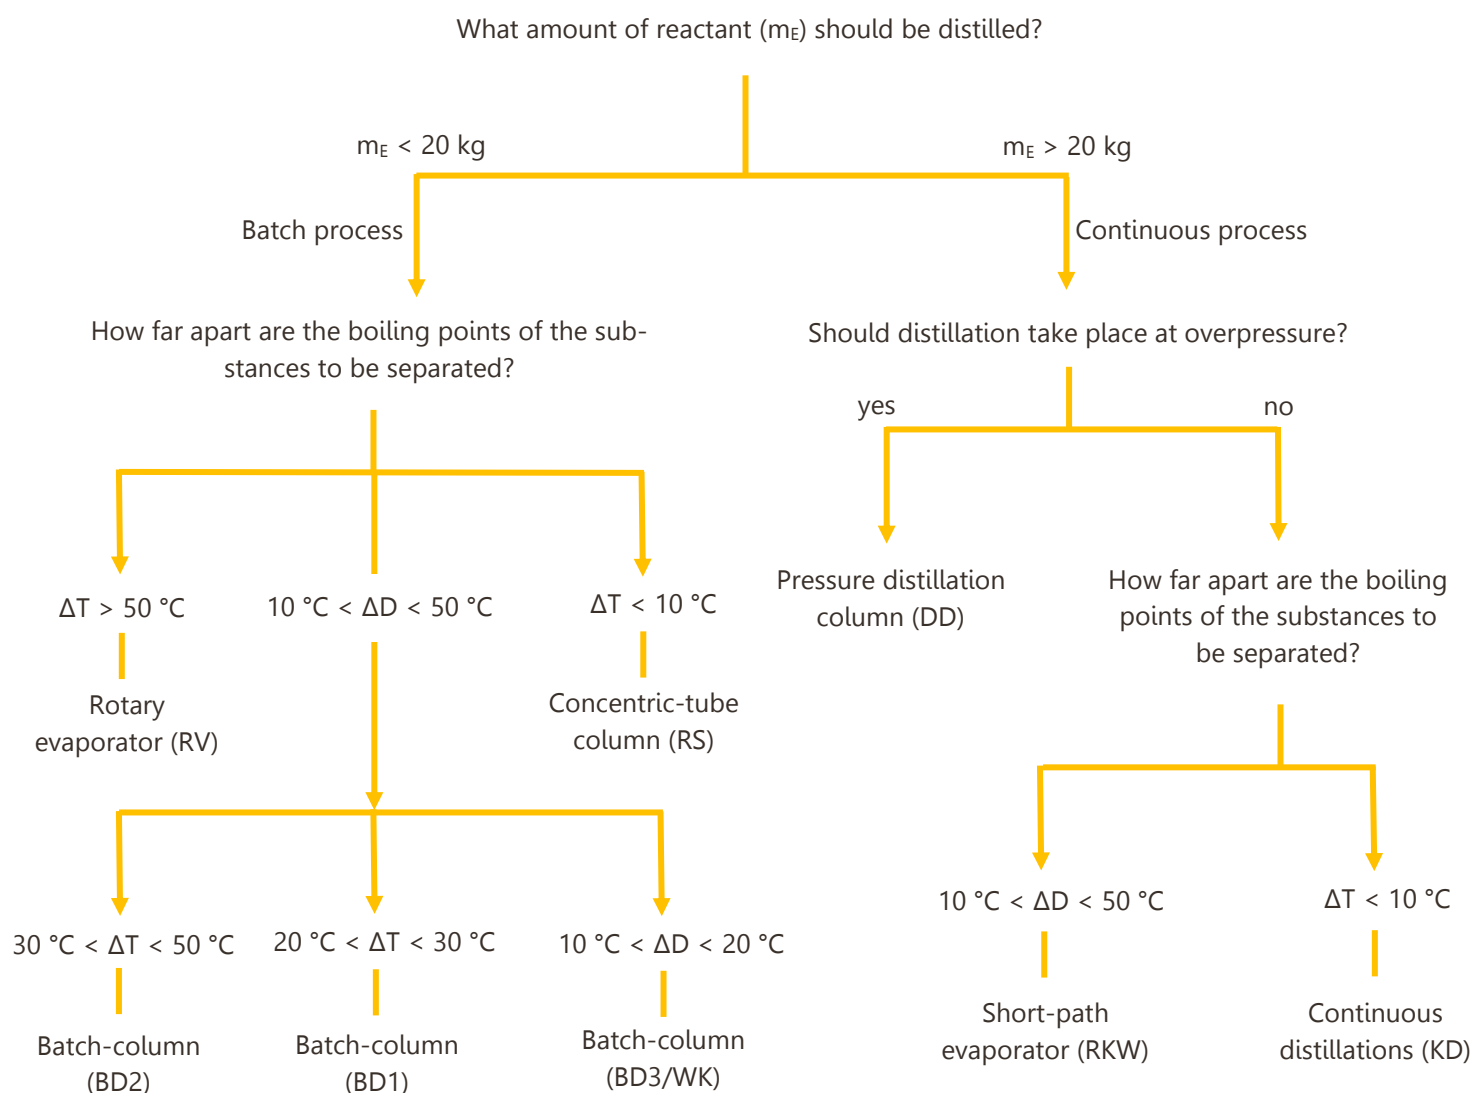 What amount of reactant (mE) should be distilled?
mE < 20 kg
mE > 20 kg
Batch process
Continuous process
How far apart are the boiling points of the sub-
stances to be separated?
Should distillation take place at overpressure?
yes
no
ΔT > 50 °C
10 °C < ΔD < 50 °C
ΔT < 10 °C
Rotary
evaporator (RV)
Concentric-tube
column (RS)
Pressure distillation
column (DD)
How far apart are the boiling
points of the substances to
be separated?
30 °C < ΔT < 50 °C
20 °C < ΔT < 30 °C
10 °C < ΔD < 20 °C
Batch-column
(BD2)
Batch-column
(BD1)
Batch-column
(BD3/WK)
10 °C < ΔD < 50 °C
ΔT < 10 °C
Short-path
evaporator (RKW)
Continuous
distillations (KD)